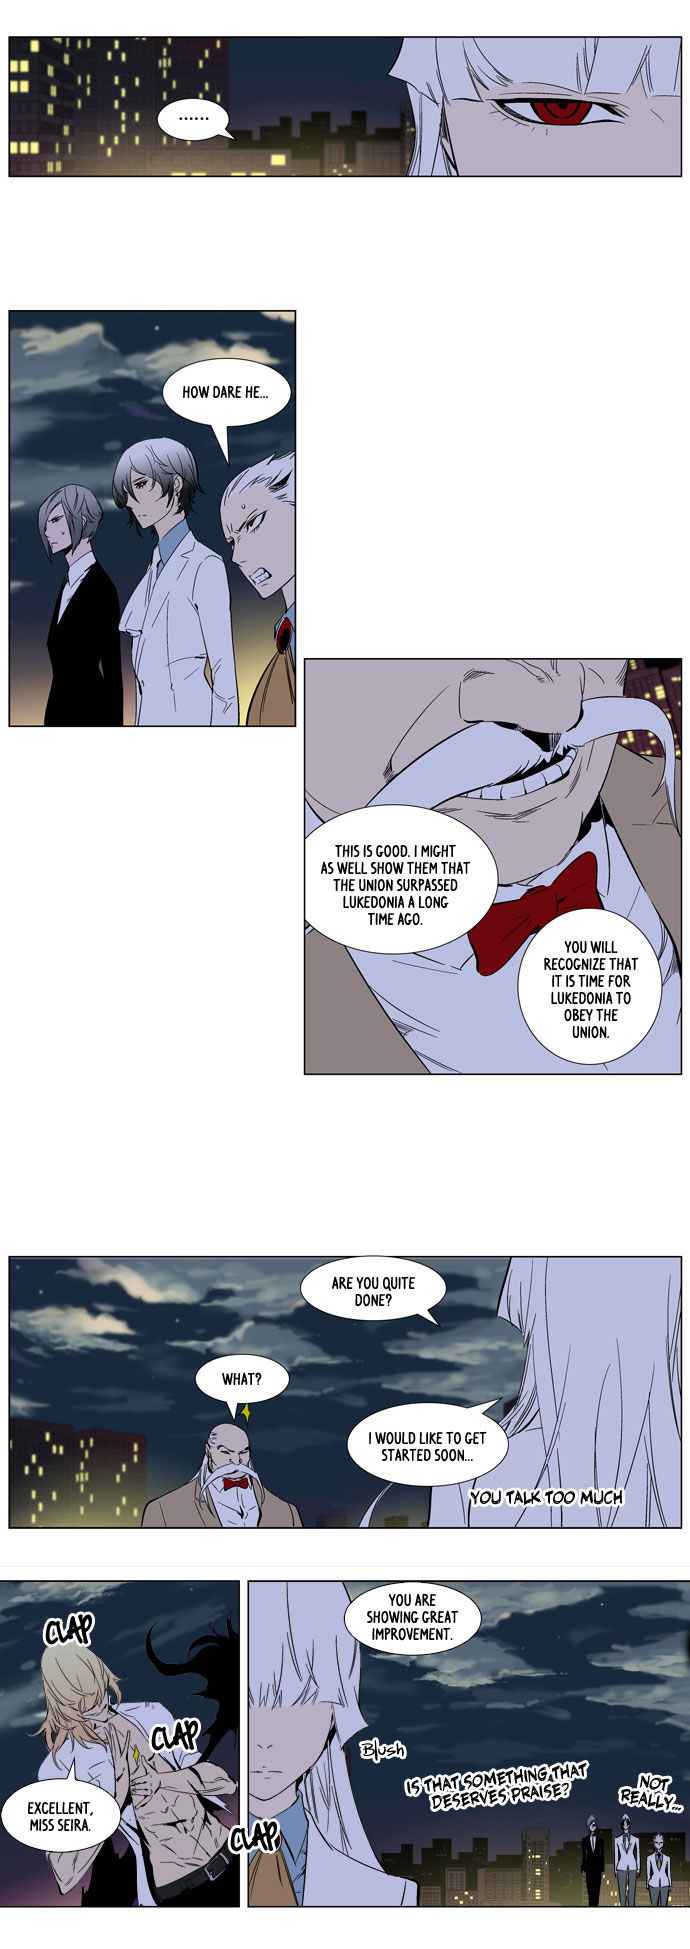 ......
HOW DARE HE...
THIS IS GOOD. I MIGHT
AS WELL SHOW THEM THAT
THE UNION SURPASSED
LUKEDONIA A LONG
TIME AGO.
YOU WILL
RECOGNIZE THAT
IT IS TIME FOR
LUKEDONIA TO
OBEY THE
UNION.
ARE YOU QUITE
DONE?
WHAT?
I WOULD LIKE TO GET
STARTED SOON...
YOU TALK TOO MUCH
CLAP
CLAP
EXCELLENT,
MISS SEIRA.
CLAP
YOU ARE
SHOWING GREAT
IMPROVEMENT.
Blush
IS THAT SOMETHING THAT
DESERVES PRAISE?
NOT
REALLY...